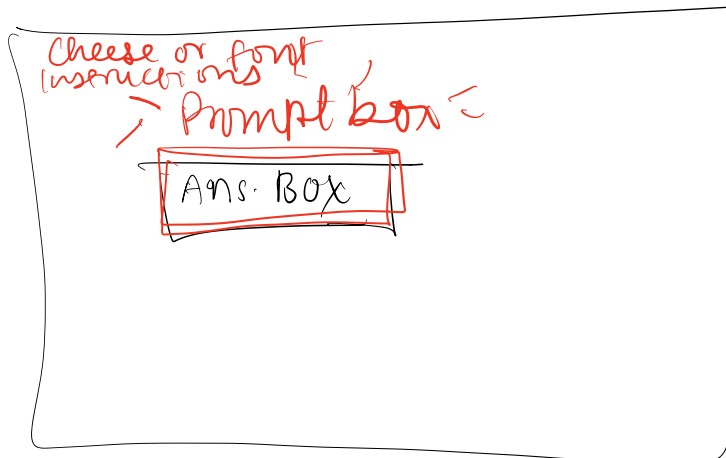 Cheese or font
instructions
Prompt box
Ans. Box